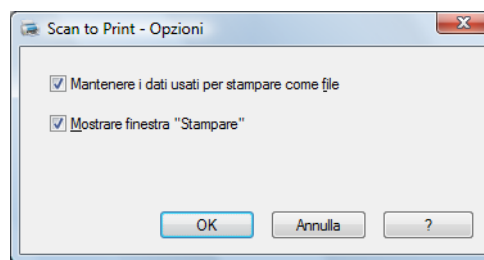 Scan to Print - Opzioni
Mantenere i dati usati per stampare come file
Mostrare finestra "Stampare"
OK Annulla ?